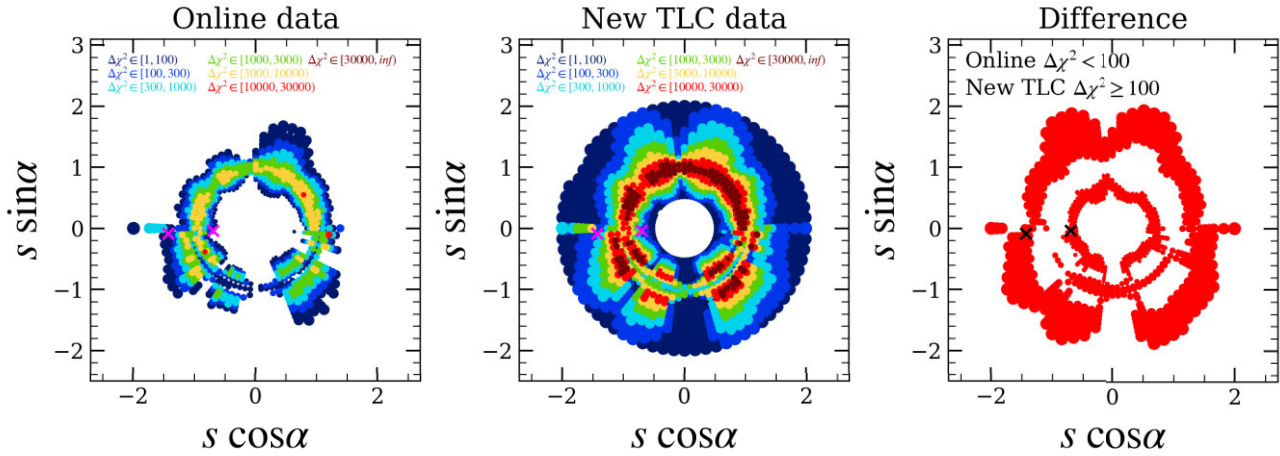 Online data
New TLC data
Difference
Δχ² ∈ [1, 100)
Δχ² ∈ [1000, 3000)
Δχ² ∈ [30000, inf)
Δχ² ∈ [100, 300)
Δχ² ∈ [3000, 10000)
Δχ² ∈ [300, 1000)
Δχ² ∈ [10000, 30000)
Δχ² ∈ [1, 100)
Δχ² ∈ [1000, 3000)
Δχ² ∈ [30000, inf)
Δχ² ∈ [100, 300)
Δχ² ∈ [3000, 10000)
Δχ² ∈ [300, 1000)
Δχ² ∈ [10000, 30000)
Online Δχ² < 100
New TLC Δχ² ≥ 100
3
2
1
0
−1
−2
s sinα
−2
0
2
s cosα
3
2
1
0
−1
−2
s sinα
−2
0
2
s cosα
3
2
1
0
−1
−2
s sinα
−2
0
2
s cosα